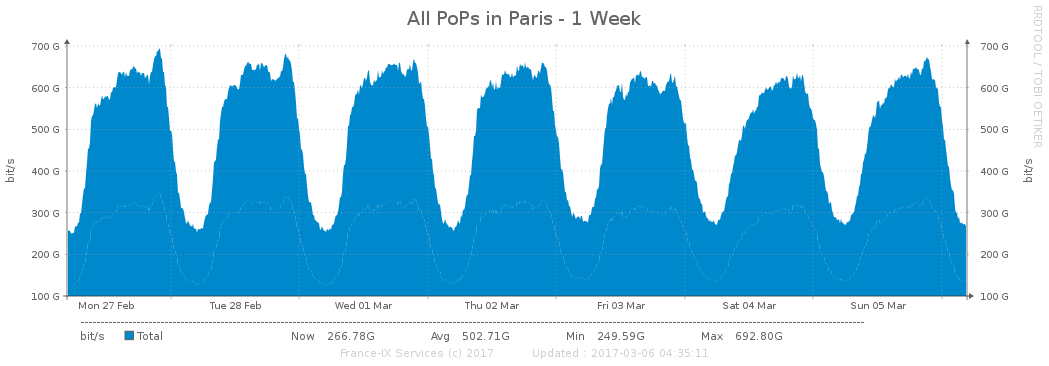 All PoPs in Paris - 1 Week
RRDTOOL / TOBI OETIKER
700 G 700 G
600 G 600 G
500 G 500 G
400 G 400 G
300 G 300 G
200 G 200 G
100 G 100 G
bit/s bit/s
Mon 27 Feb Tue 28 Feb Wed 01 Mar Thu 02 Mar Fri 03 Mar Sat 04 Mar Sun 05 Mar
bit/s Total Now 266.78G Avg 502.71G Min 249.59G Max 692.80G
France-IX Services (c) 2017 Updated : 2017-03-06 04:35:11